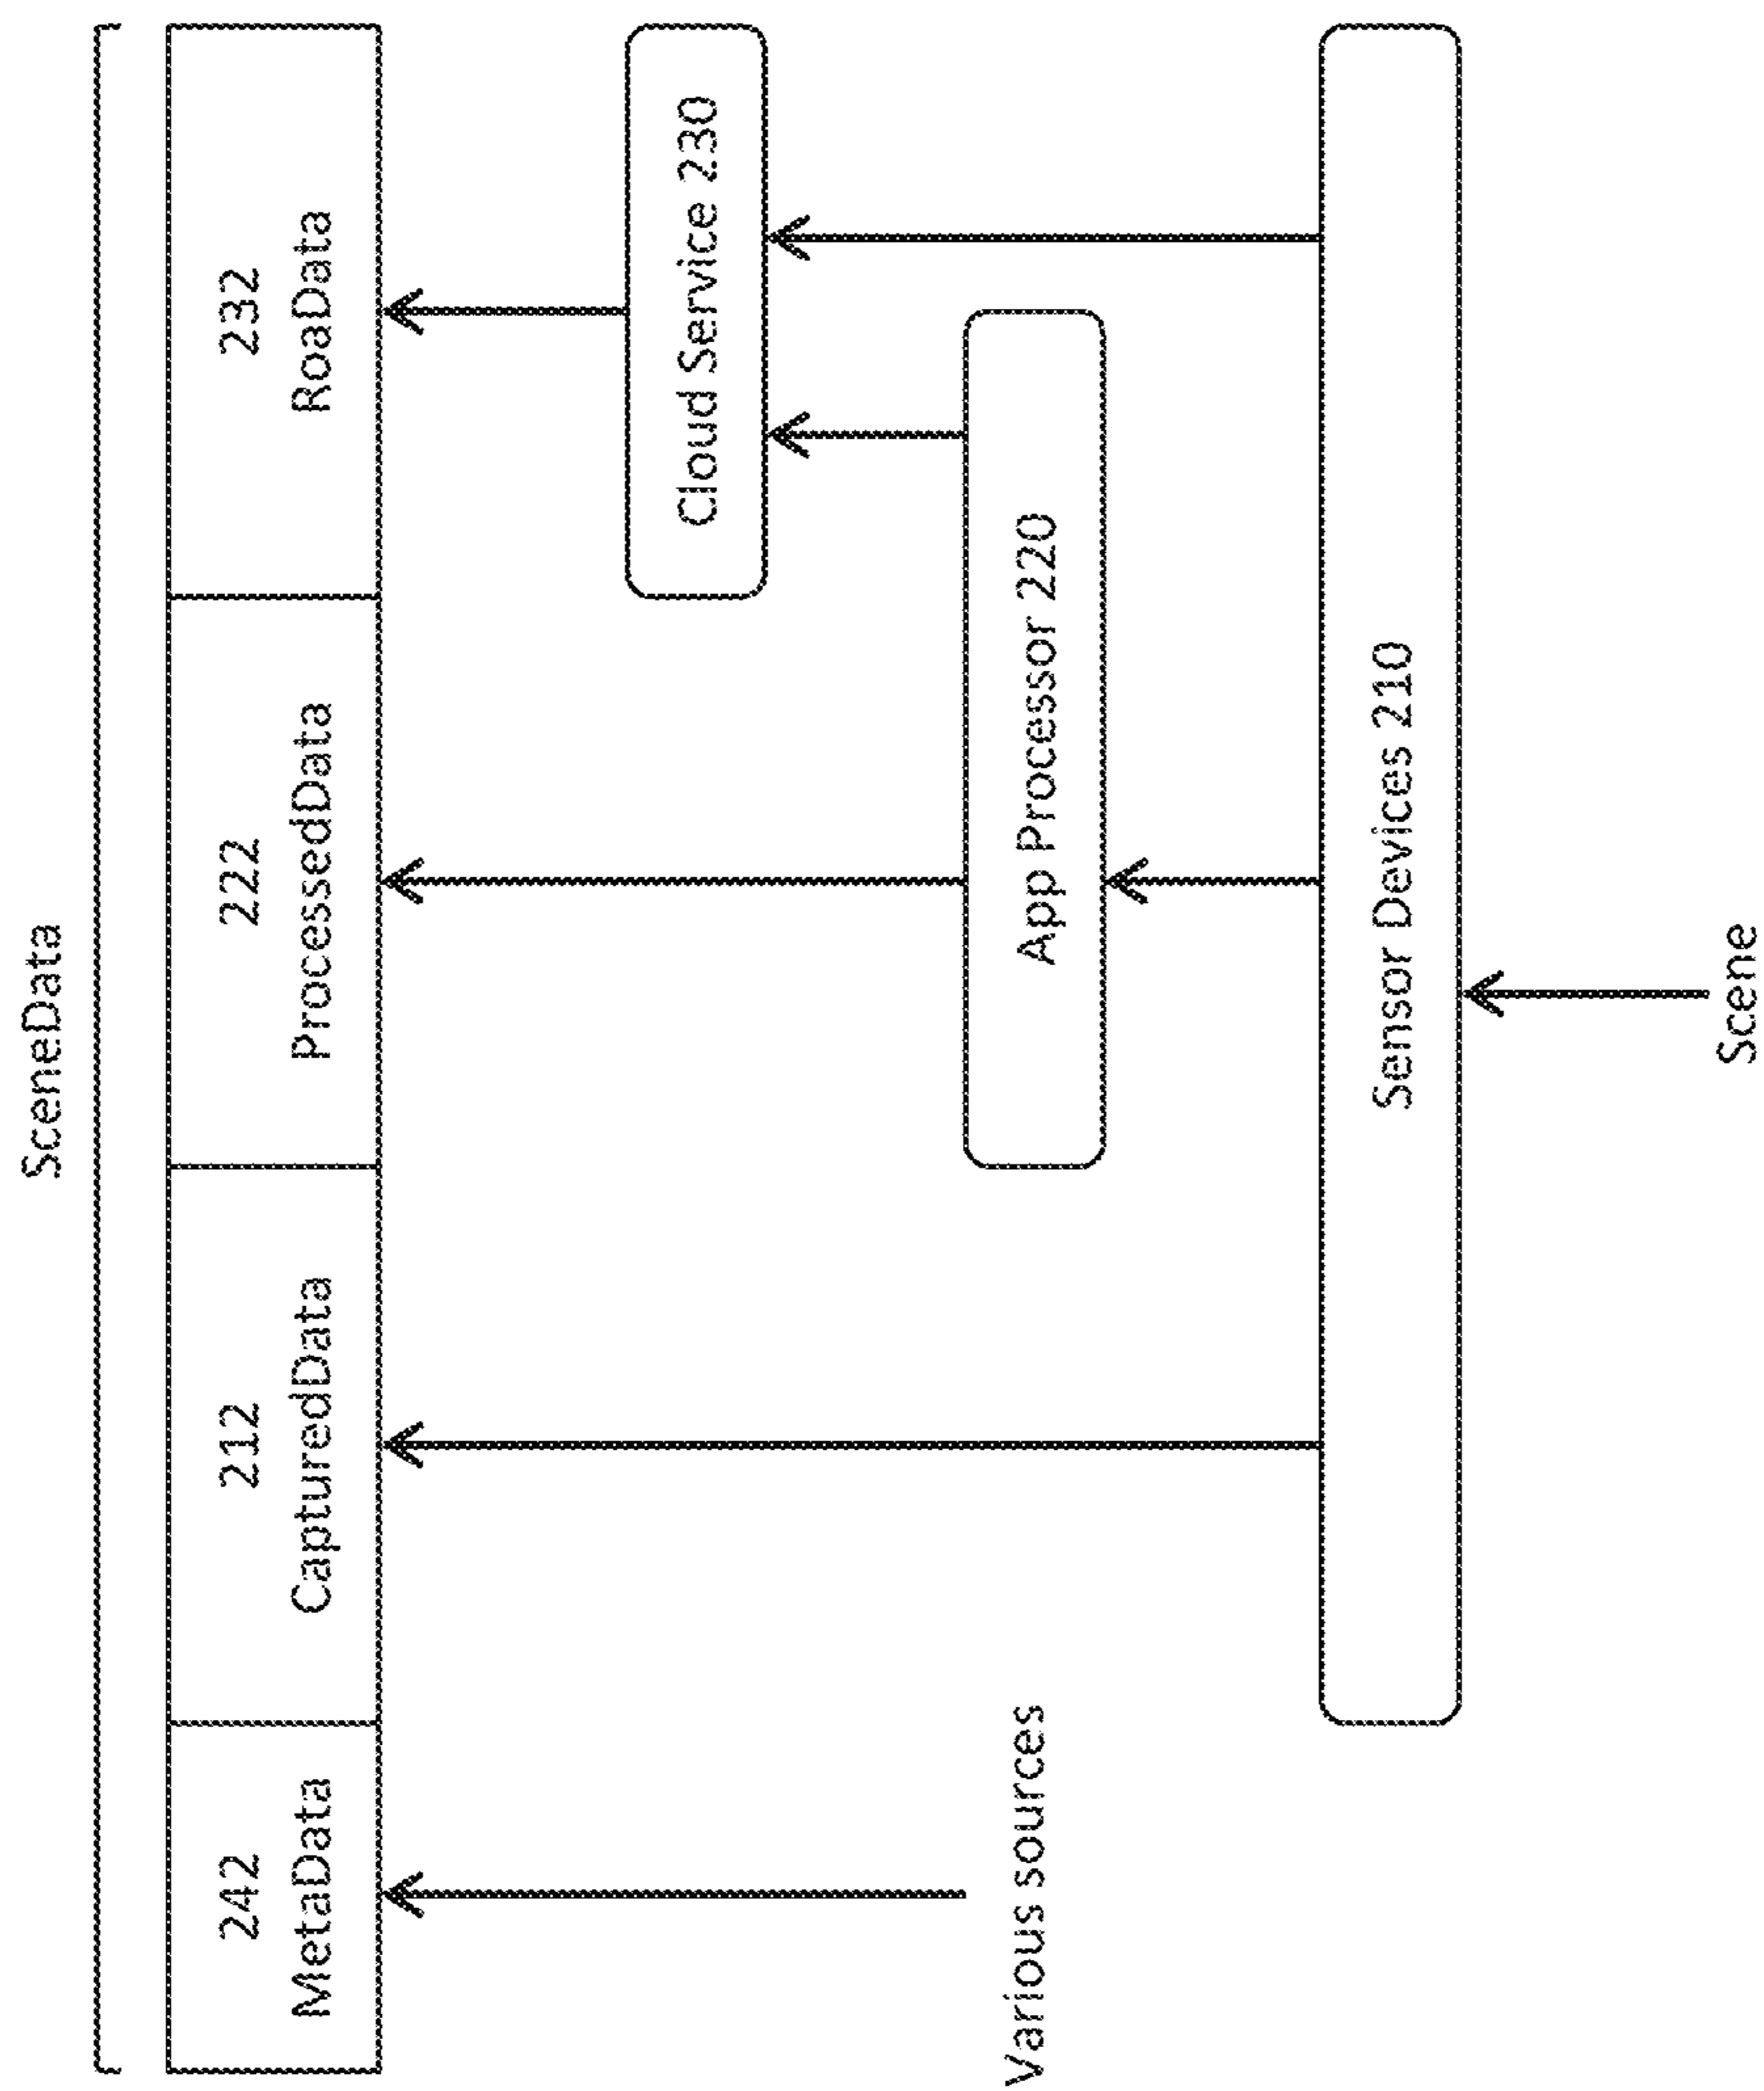 SceneData
242
MetaData
212
CapturedData
222
ProcessedData
232
RoaData
Cloud Service 230
Various sources
App Processor 220
Sensor Devices 210
Scene